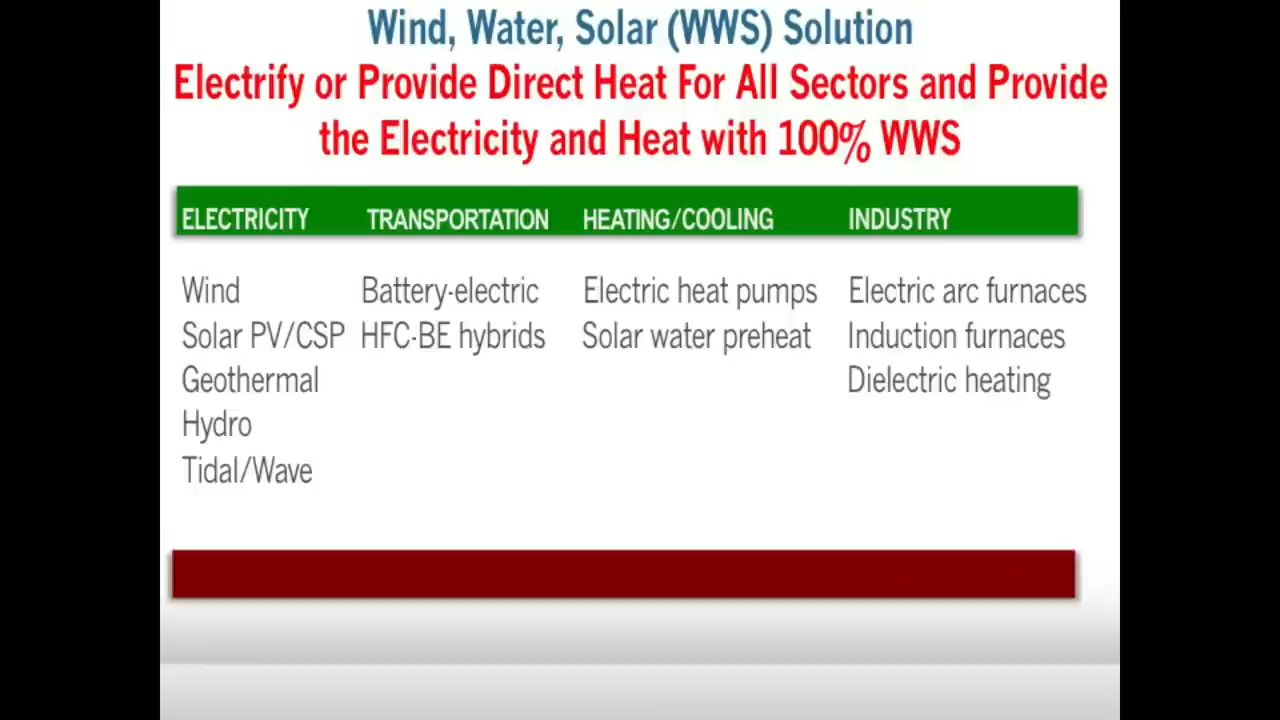 Wind, Water, Solar (WWS) Solution
Electrify or Provide Direct Heat For All Sectors and Provide
the Electricity and Heat with 100% WWS
ELECTRICITY TRANSPORTATION HEATING/COOLING INDUSTRY
Wind Battery-electric Electric heat pumps Electric arc furnaces
Solar PV/CSP HFC-BE hybrids Solar water preheat Induction furnaces
Geothermal Dielectric heating
Hydro
Tidal/Wave